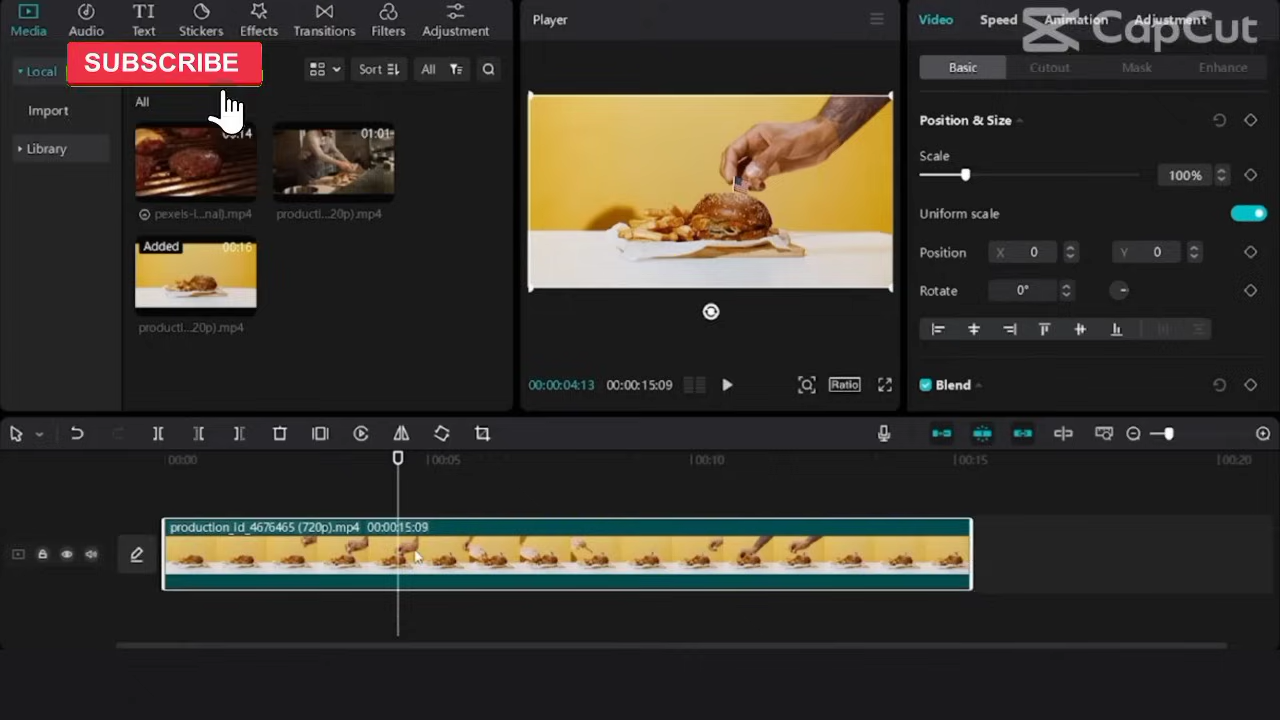 Media Audio Text Stickers Effects Transitions Filters Adjustment
Local
SUBSCRIBE
Sort All
Import
Library
All
01:01
pexels-l...nal).mp4
producti...20p).mp4
Added 00:16
producti...20p).mp4
Player
00:00:04:13 00:00:15:09
Ratio
Video Speed Animation Adjustment
CapCut
Basic Cutout Mask Enhance
Position & Size
Scale
100%
Uniform scale
Position X 0 Y 0
Rotate 0°
Blend
00:00 00:05 00:10 00:15 00:20
production_id_4676465 (720p).mp4 00:00:15:09